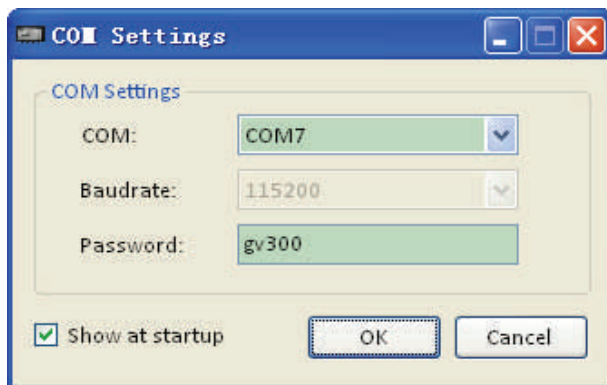 COM Settings
COM Settings
COM: COM7
Baudrate: 115200
Password: gv300
Show at startup OK Cancel